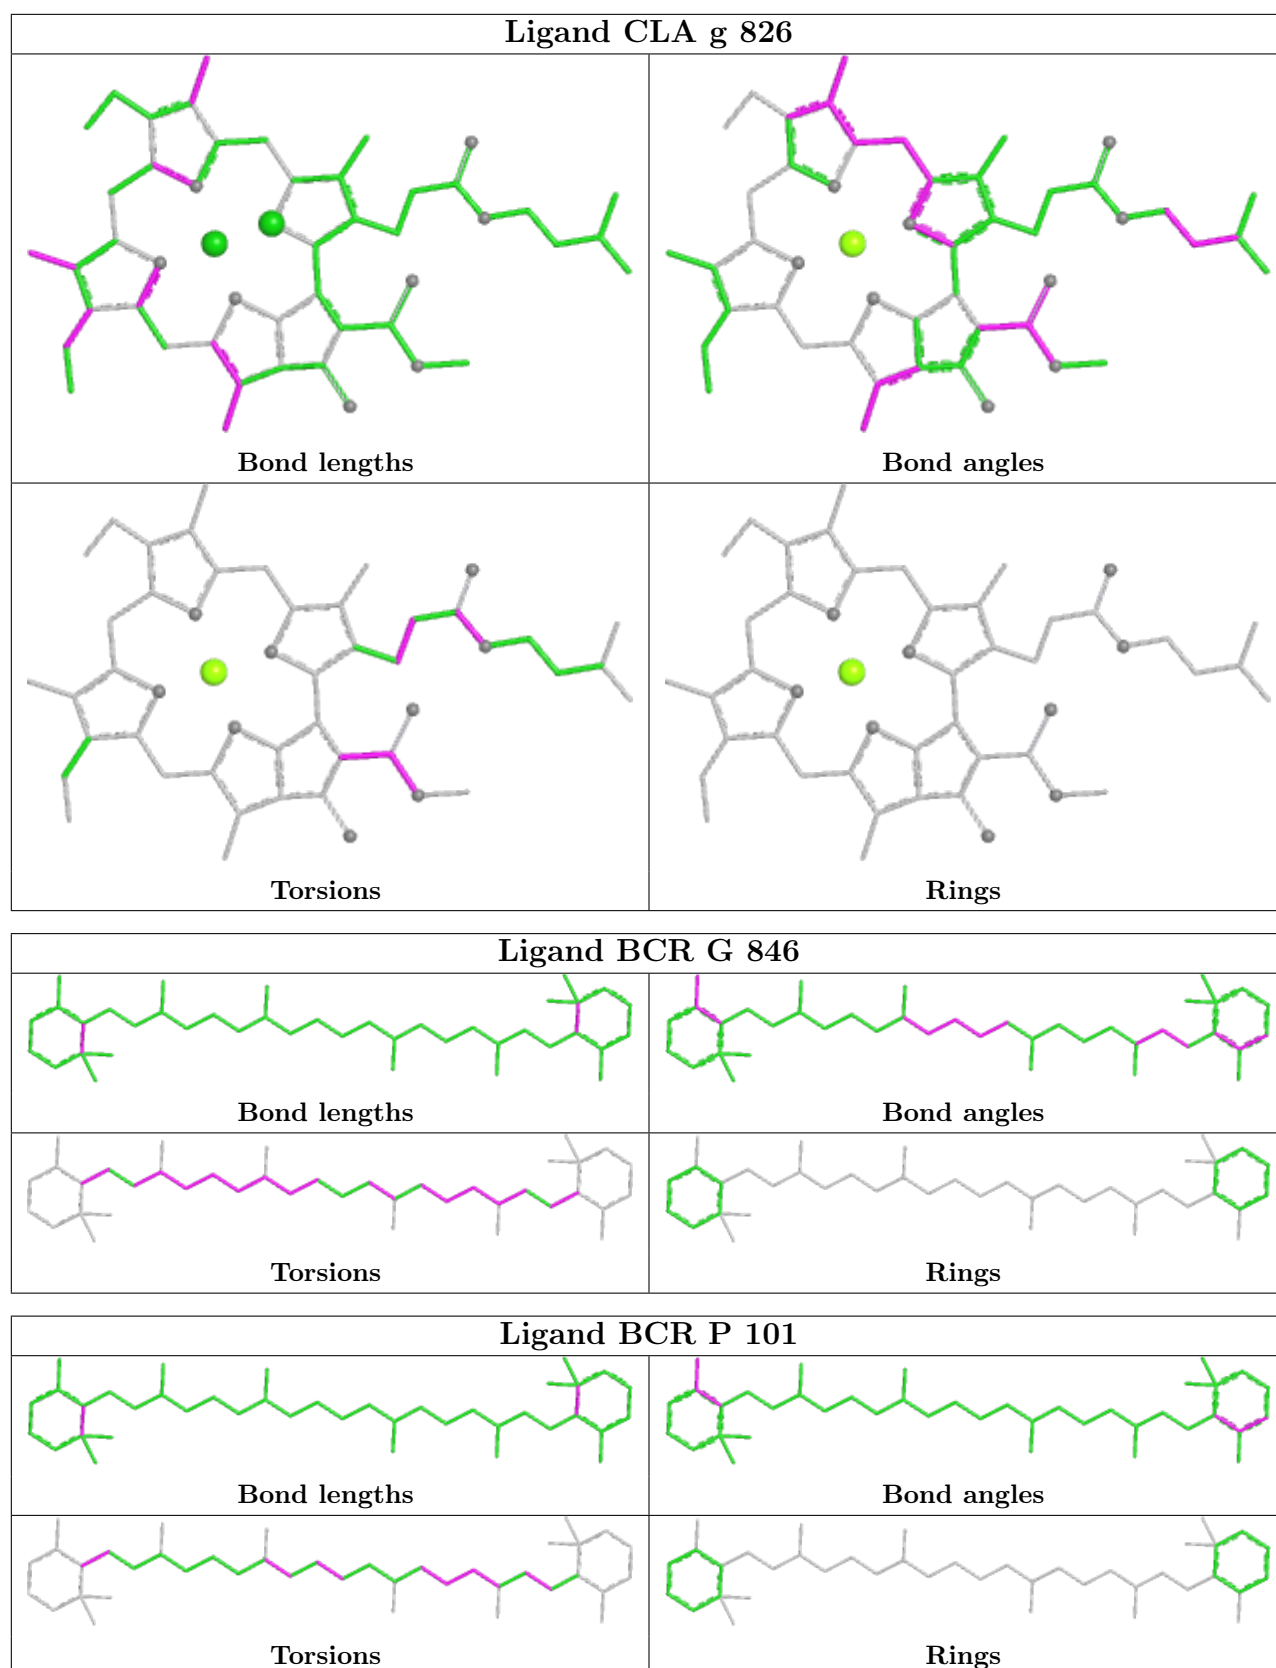 Ligand CLA g 826
Bond lengths
Bond angles
Torsions
Rings
Ligand BCR G 846
Bond lengths
Bond angles
Torsions
Rings
Ligand BCR P 101
Bond lengths
Bond angles
Torsions
Rings